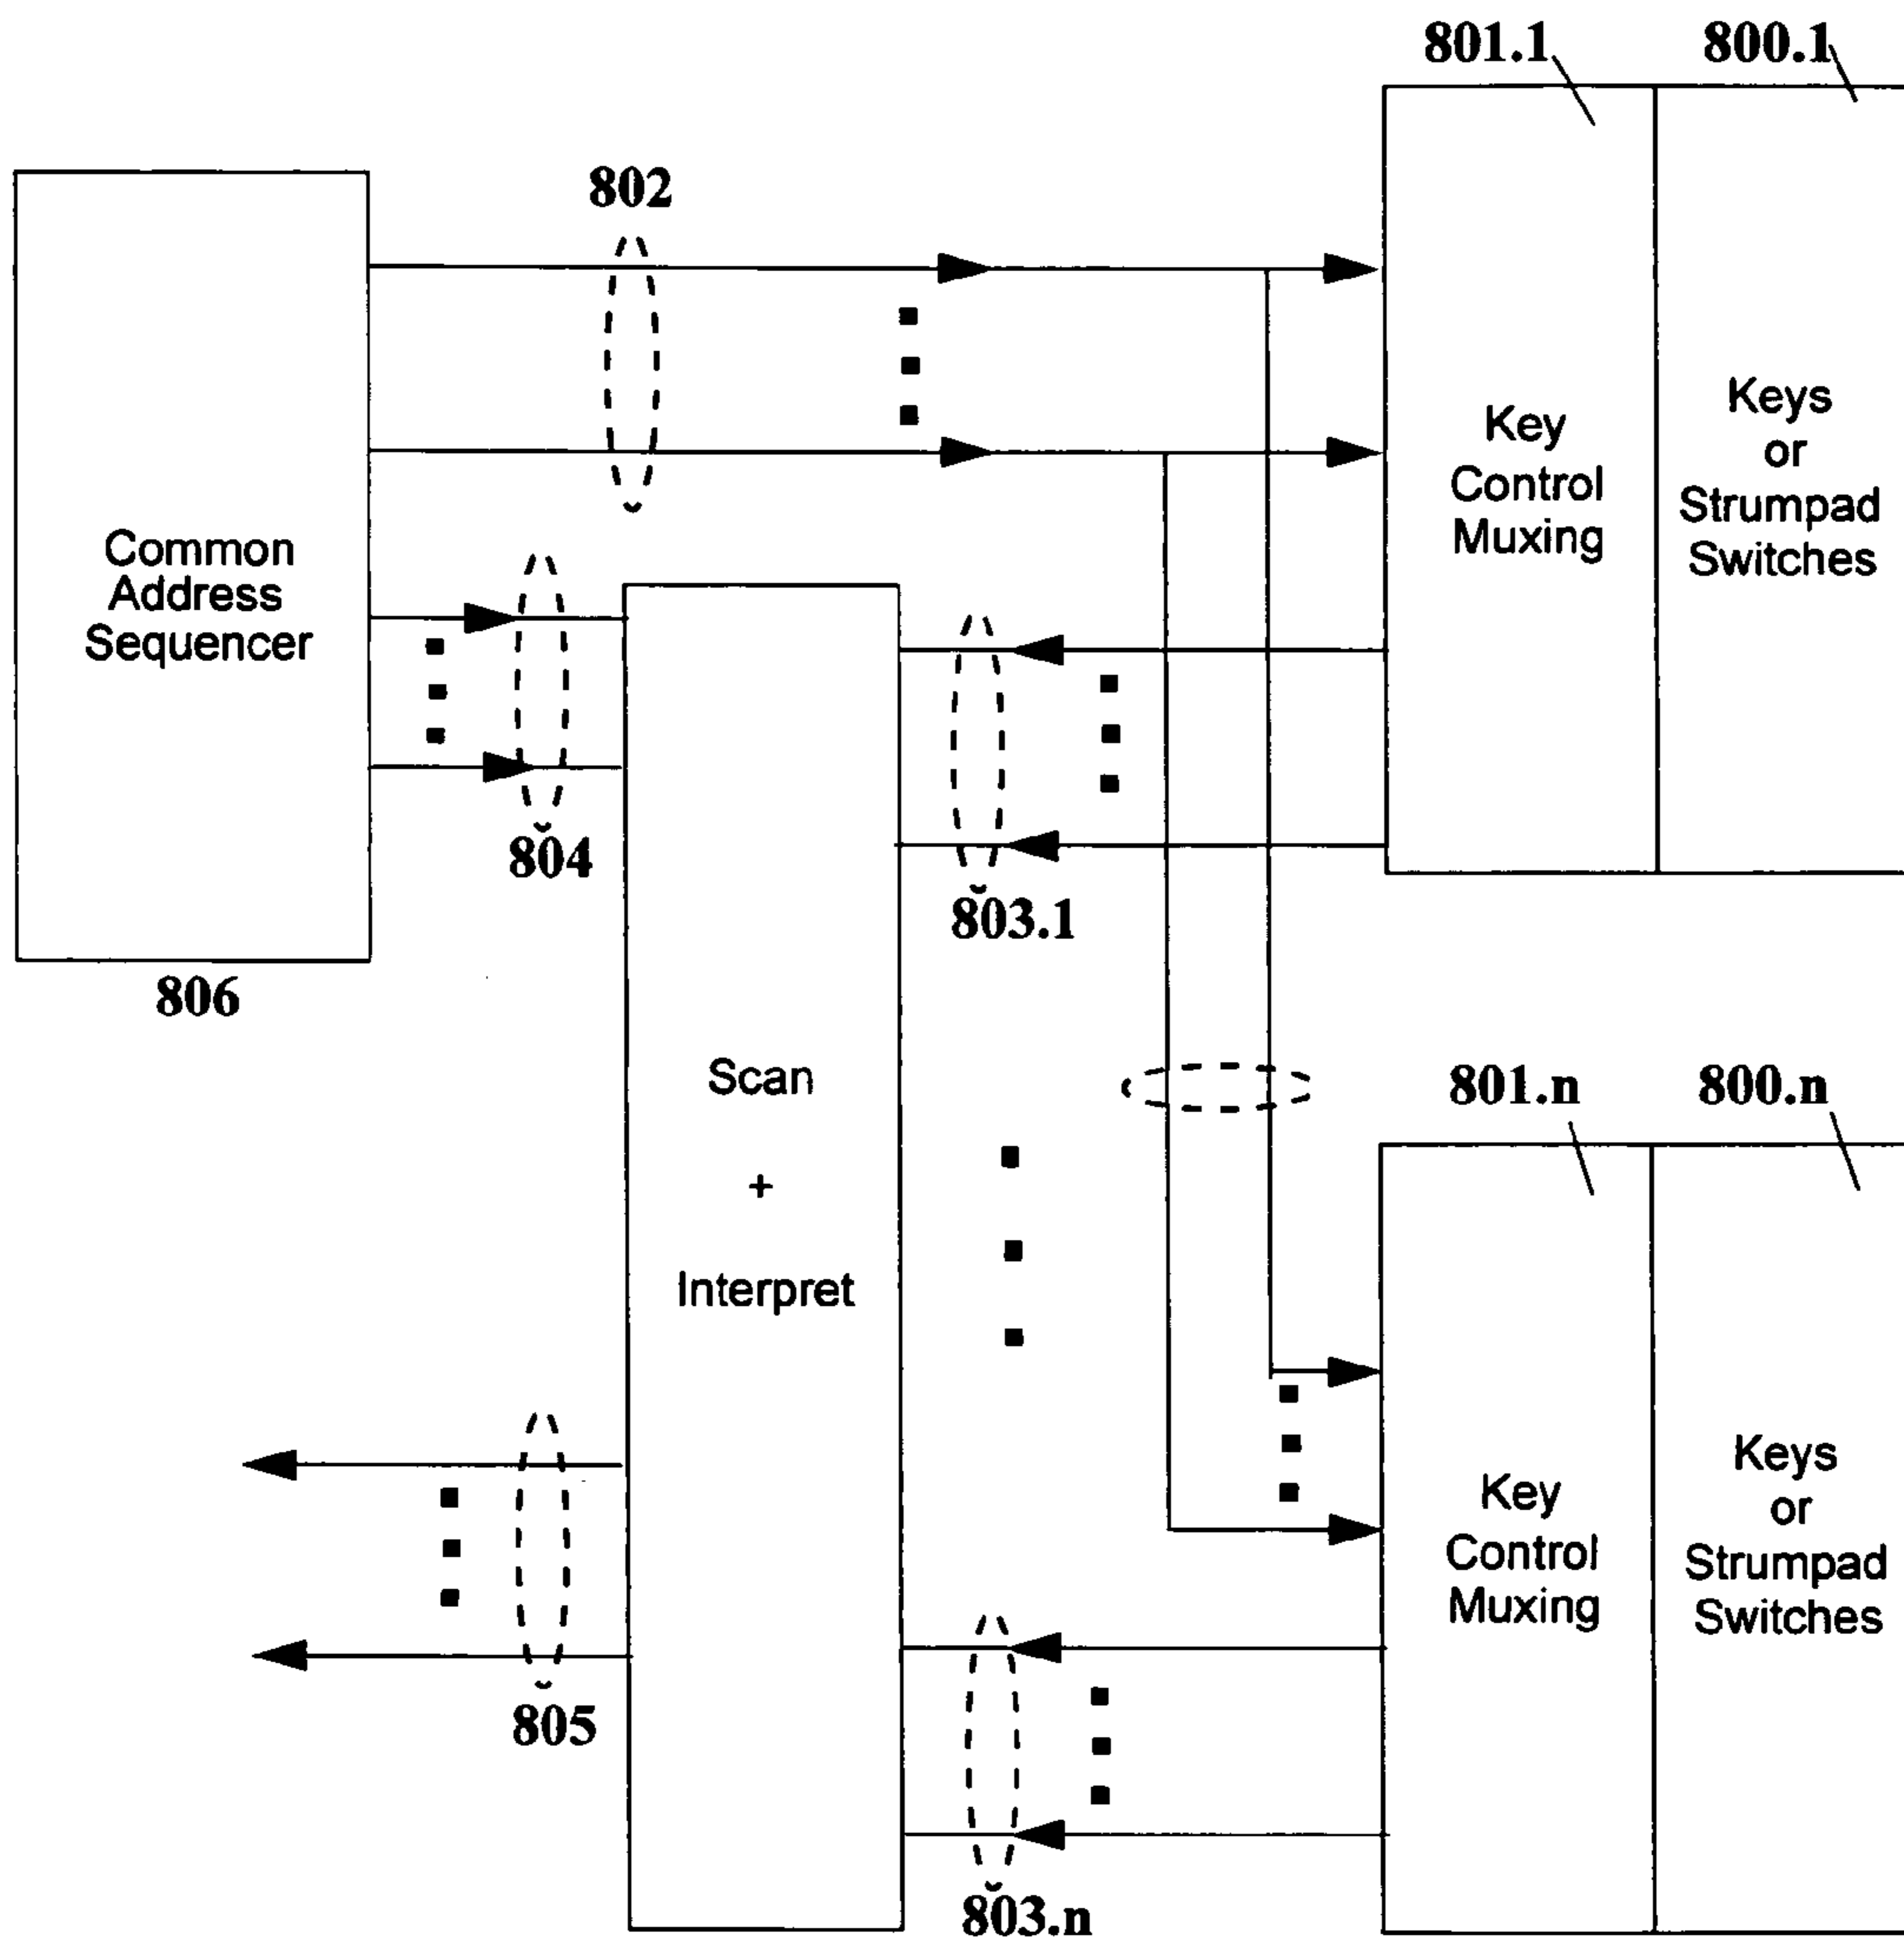 801.1
800.1
802
Common
Address
Sequencer
Key
Control
Muxing
Keys
or
Strumpad
Switches
804
803.1
806
Scan
+
Interpret
801.n
800.n
Key
Control
Muxing
Keys
or
Strumpad
Switches
805
803.n